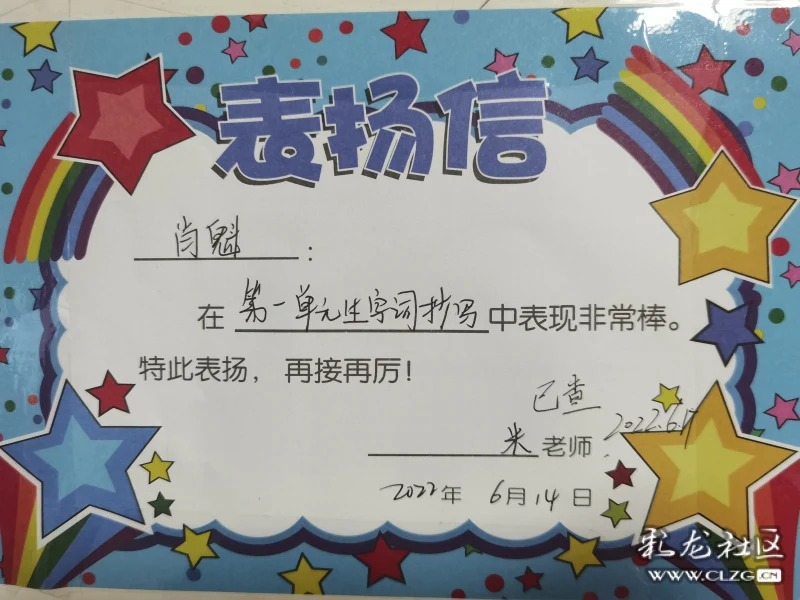 表扬信
肖魁:
在第一单元生字词抄写中表现非常棒。
特此表扬，再接再厉!
已查
2022.6.17
米老师
2022年 6月14日
彩龙社区
WWW.CLZG.CN